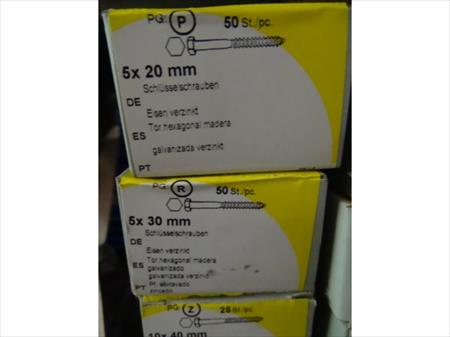 PG: P 50 St./pc.
5x 20 mm
Schlüsselschrauben
DE
Eisen verzinkt
Tor.hexagonal madera
ES
galvanizada verzinkt
PT
PG: R 50 St./pc.
5x 30 mm
Schlüsselschrauben
DE
Eisen verzinkt
ES
Tor hexagonal madera
galvanizado
galvanizada verzinkt
PT
PG: Z 25 St./pc.
10x 40 mm